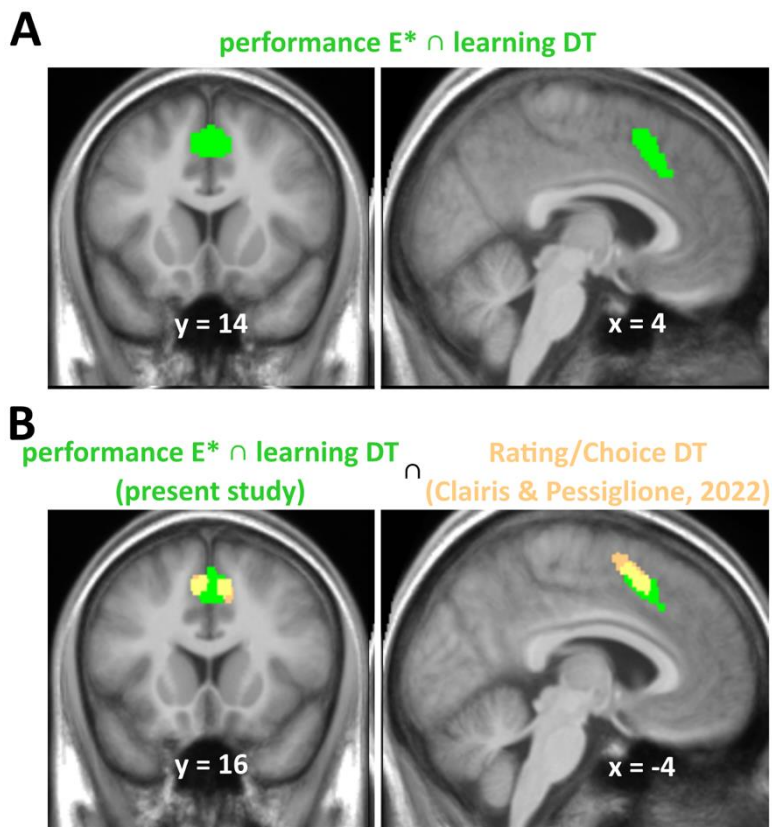 A
performance E* ∩ learning DT
y = 14
x = 4
B
performance E* ∩ learning DT
(present study)
∩
Rating/Choice DT
(Clairis & Pessiglione, 2022)
y = 16
x = -4